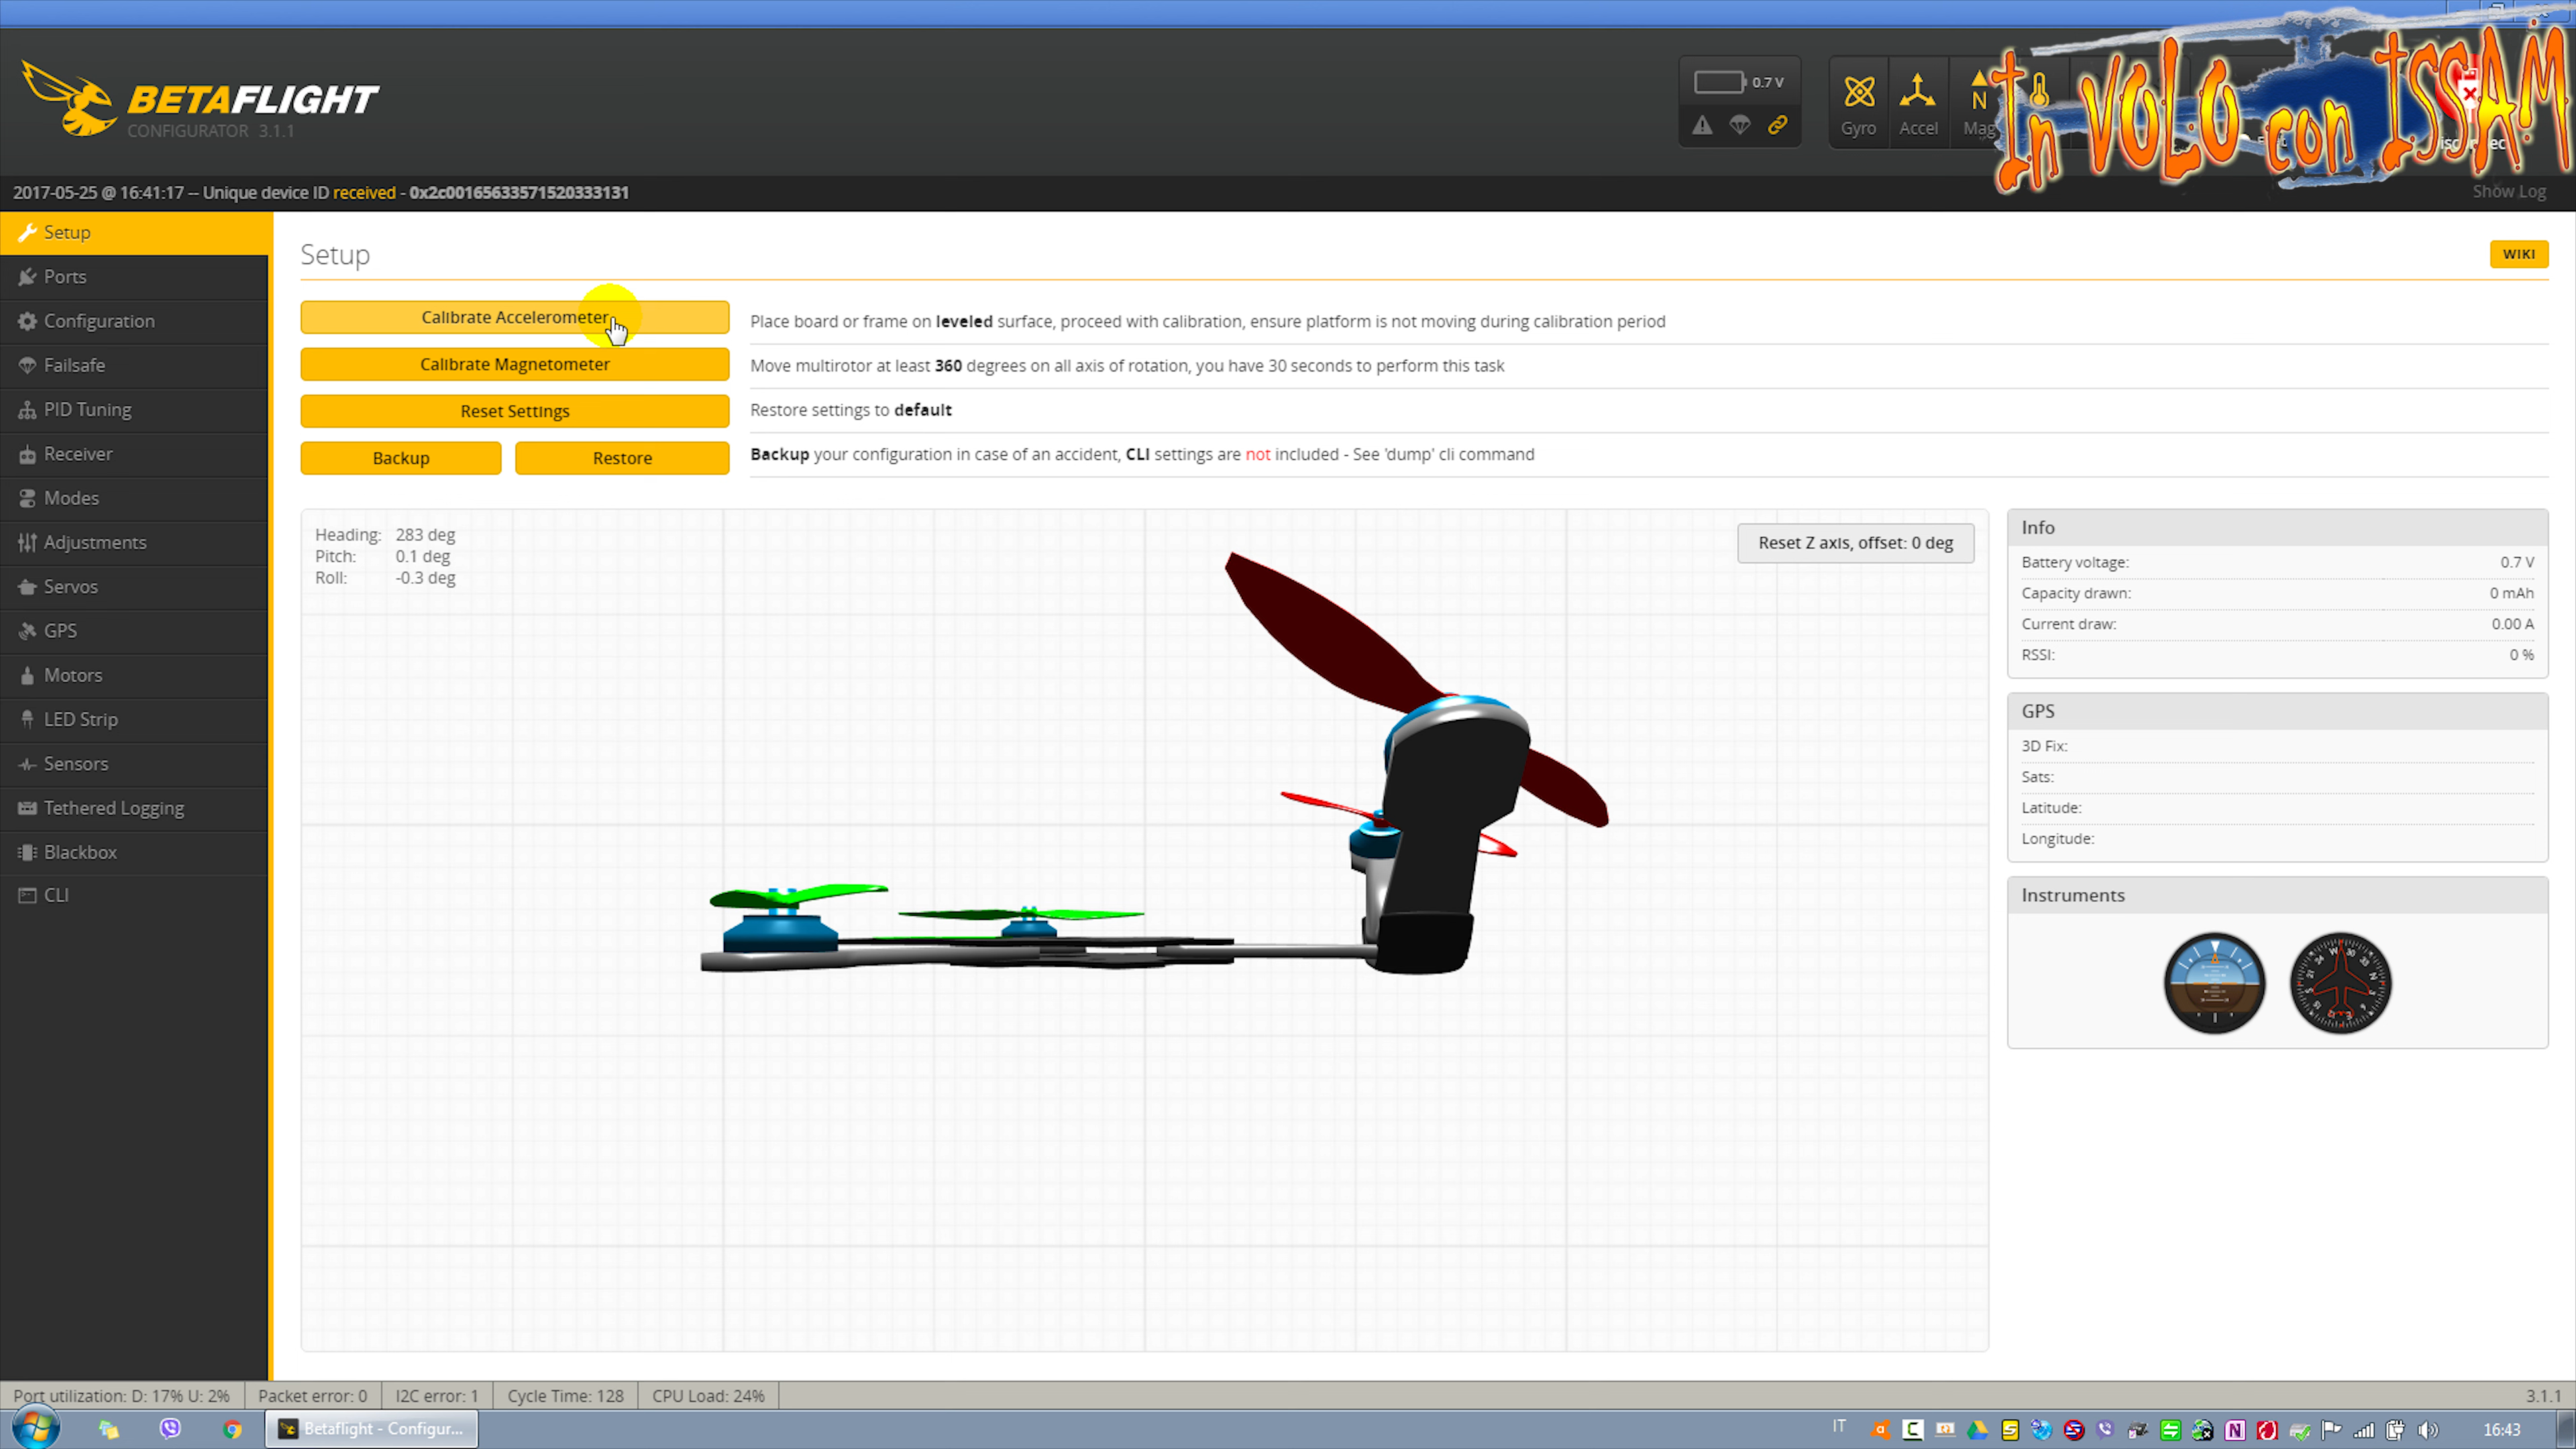 BETAFLIGHT
CONFIGURATOR 3.1.1
0.7 V
Gyro
Accel
Mag
In VOLO con ISSAM
2017-05-25 @ 16:41:17 -- Unique device ID received - 0x2c00165633571520333131
Show Log
Setup
Ports
Configuration
Failsafe
PID Tuning
Receiver
Modes
Adjustments
Servos
GPS
Motors
LED Strip
Sensors
Tethered Logging
Blackbox
CLI
Setup
WIKI
Calibrate Accelerometer
Place board or frame on leveled surface, proceed with calibration, ensure platform is not moving during calibration period
Calibrate Magnetometer
Move multirotor at least 360 degrees on all axis of rotation, you have 30 seconds to perform this task
Reset Settings
Restore settings to default
Backup
Restore
Backup your configuration in case of an accident, CLI settings are not included - See 'dump' cli command
Heading: 283 deg
Pitch: 0.1 deg
Roll: -0.3 deg
Reset Z axis, offset: 0 deg
Info
Battery voltage: 0.7 V
Capacity drawn: 0 mAh
Current draw: 0.00 A
RSSI: 0 %
GPS
3D Fix:
Sats:
Latitude:
Longitude:
Instruments
Port utilization: D: 17% U: 2%
Packet error: 0
I2C error: 1
Cycle Time: 128
CPU Load: 24%
3.1.1
Betaflight - Configur...
IT
16:43